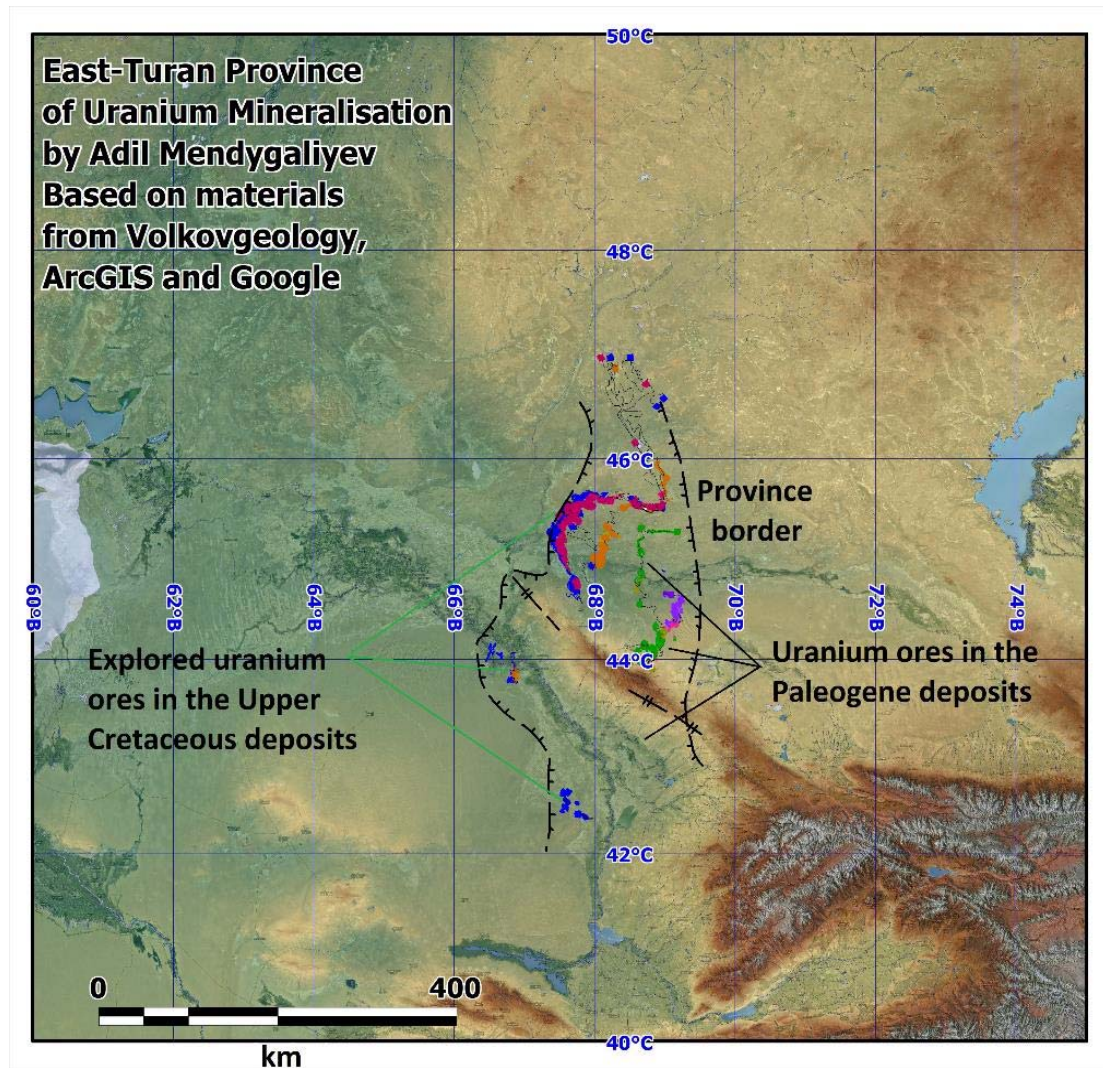 East-Turan Province
of Uranium Mineralisation
by Adil Mendygaliyev
Based on materials
from Volkovgeology,
ArcGIS and Google
50°C
48°C
46°C
Province
border
60°B
62°B
64°B
66°B
68°B
70°B
72°B
74°B
44°C
Explored uranium
ores in the Upper
Cretaceous deposits
Uranium ores in the
Paleogene deposits
42°C
0
400
km
40°C